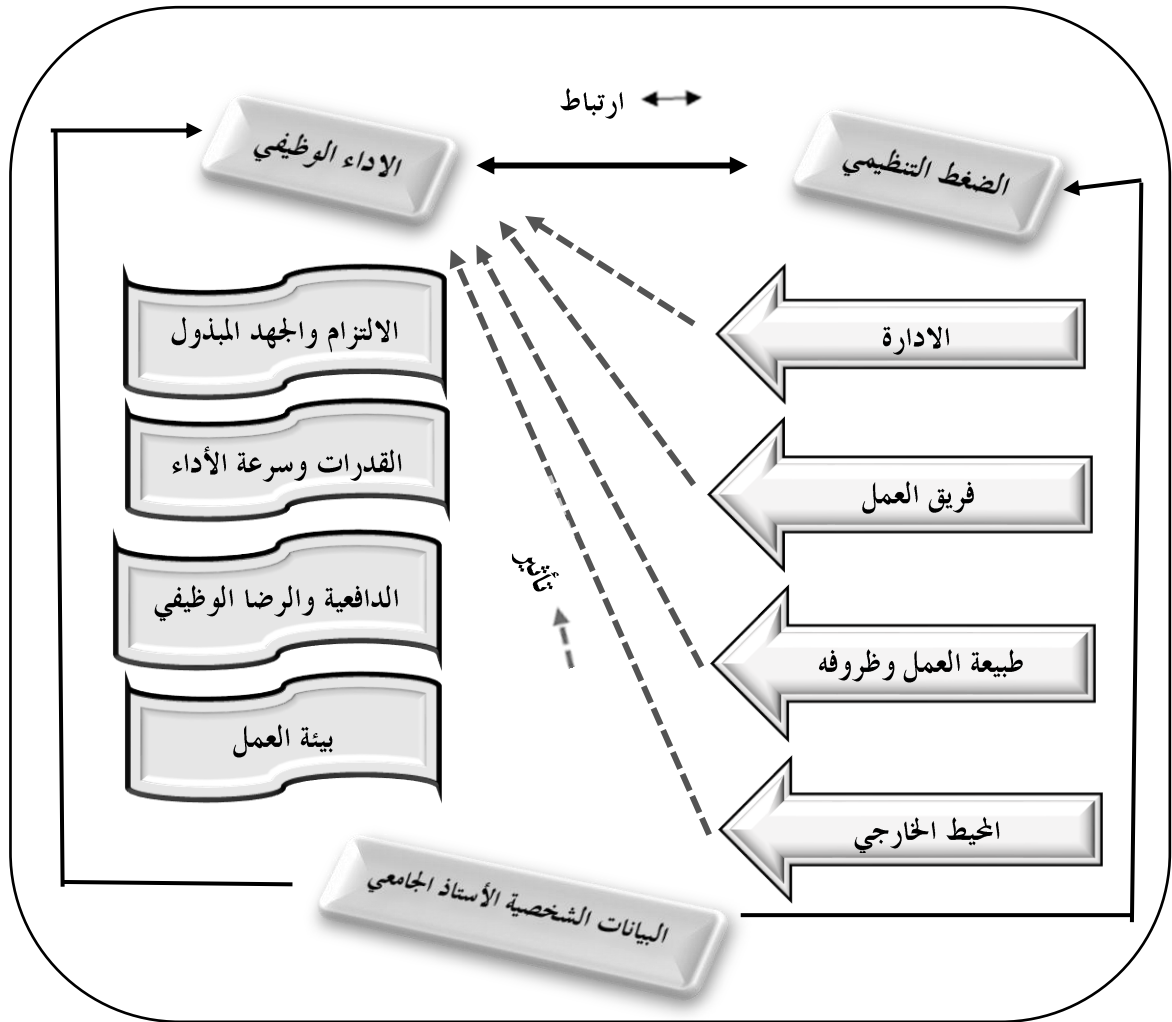 ارتباط
الضغط التنظيمي
الاداء الوظيفي
الادارة
فريق العمل
طبيعة العمل وظروفه
المحيط الخارجي
تأثير
الالتزام والجهد المبذول
القدرات وسرعة الأداء
الدافعية والرضا الوظيفي
بيئة العمل
البيانات الشخصية الأستاذ الجامعي